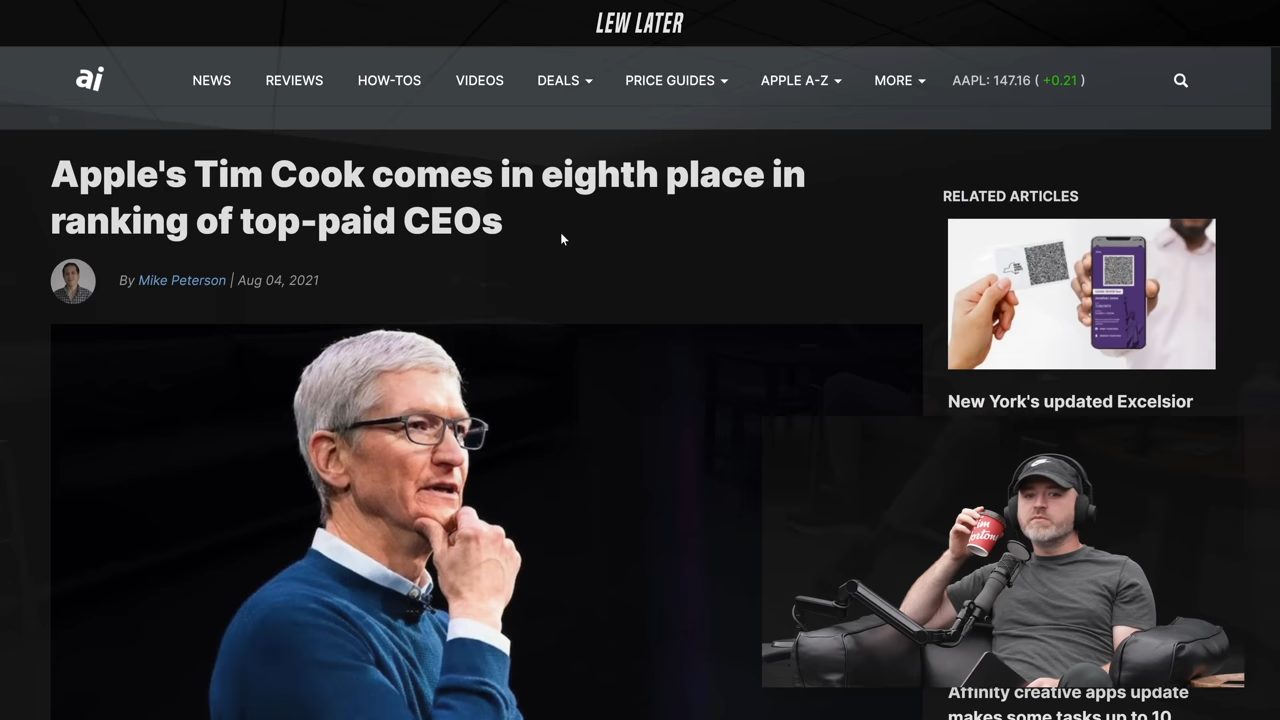 LEW LATER
ai
NEWS
REVIEWS
HOW-TOS
VIDEOS
DEALS
PRICE GUIDES
APPLE A-Z
MORE
AAPL: 147.16 ( +0.21 )
Apple's Tim Cook comes in eighth place in
ranking of top-paid CEOs
By Mike Peterson | Aug 04, 2021
RELATED ARTICLES
New York's updated Excelsior
Tim
Hortons
Affinity creative apps update
makes some tasks up to 10